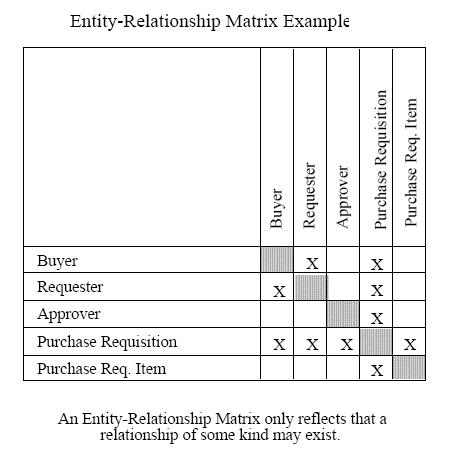 Entity-Relationship Matrix Example
Buyer
Requester
Approver
Purchase Requisition
Purchase Req. Item
Buyer X X
Requester X X
Approver X
Purchase Requisition X X X X
Purchase Req. Item X
An Entity-Relationship Matrix only reflects that a
relationship of some kind may exist.